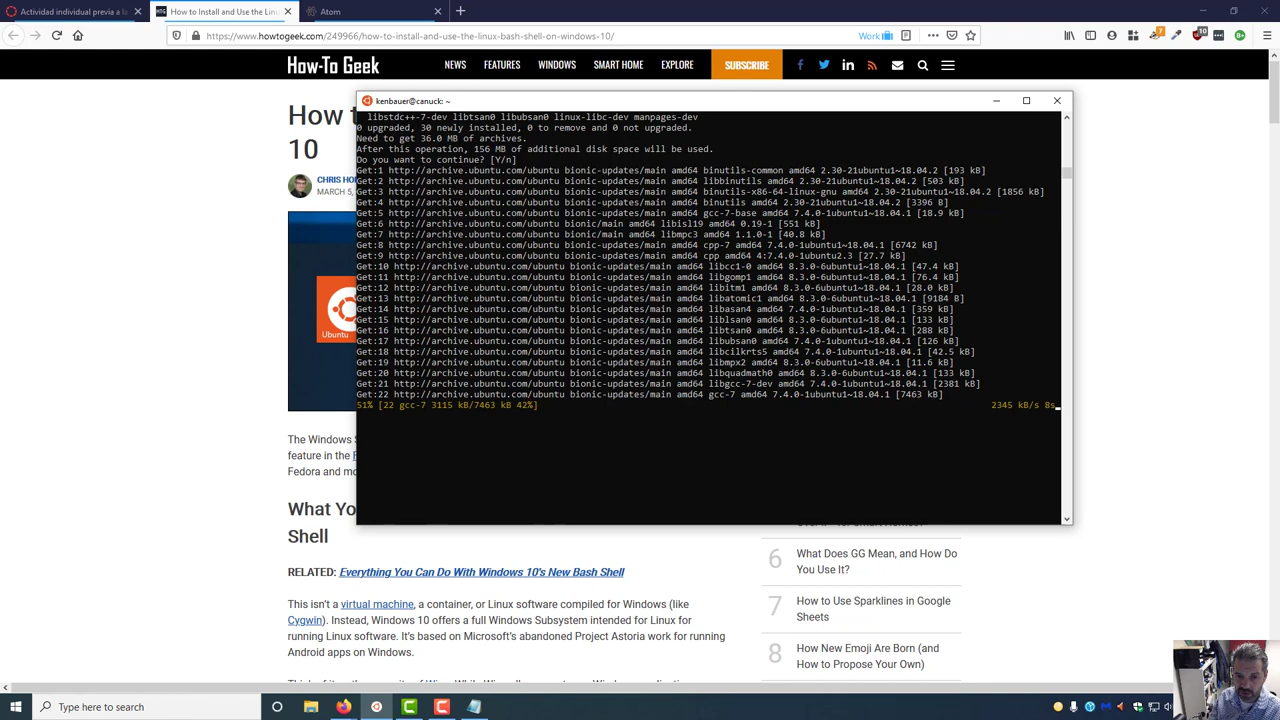 Actividad individual previa a la
How to Install and Use the Linu
Atom
https://www.howtogeek.com/249966/how-to-install-and-use-the-linux-bash-shell-on-windows-10/
Work
7
10
How-To Geek
NEWS
FEATURES
WINDOWS
SMART HOME
EXPLORE
SUBSCRIBE
How t
10
CHRIS HO
MARCH 5,
Ubuntu
kenbauer@canuck: ~
libstdc++-7-dev libtsan0 libubsan0 linux-libc-dev manpages-dev
0 upgraded, 30 newly installed, 0 to remove and 0 not upgraded.
Need to get 36.0 MB of archives.
After this operation, 156 MB of additional disk space will be used.
Do you want to continue? [Y/n]
Get:1 http://archive.ubuntu.com/ubuntu bionic-updates/main amd64 binutils-common amd64 2.30-21ubuntu1~18.04.2 [193 kB]
Get:2 http://archive.ubuntu.com/ubuntu bionic-updates/main amd64 libbinutils amd64 2.30-21ubuntu1~18.04.2 [503 kB]
Get:3 http://archive.ubuntu.com/ubuntu bionic-updates/main amd64 binutils-x86-64-linux-gnu amd64 2.30-21ubuntu1~18.04.2 [1856 kB]
Get:4 http://archive.ubuntu.com/ubuntu bionic-updates/main amd64 binutils amd64 2.30-21ubuntu1~18.04.2 [3396 B]
Get:5 http://archive.ubuntu.com/ubuntu bionic-updates/main amd64 gcc-7-base amd64 7.4.0-1ubuntu1~18.04.1 [18.9 kB]
Get:6 http://archive.ubuntu.com/ubuntu bionic/main amd64 libisl19 amd64 0.19-1 [551 kB]
Get:7 http://archive.ubuntu.com/ubuntu bionic/main amd64 libmpc3 amd64 1.1.0-1 [40.8 kB]
Get:8 http://archive.ubuntu.com/ubuntu bionic-updates/main amd64 cpp-7 amd64 7.4.0-1ubuntu1~18.04.1 [6742 kB]
Get:9 http://archive.ubuntu.com/ubuntu bionic-updates/main amd64 cpp amd64 4:7.4.0-1ubuntu2.3 [27.7 kB]
Get:10 http://archive.ubuntu.com/ubuntu bionic-updates/main amd64 libcc1-0 amd64 8.3.0-6ubuntu1~18.04.1 [47.4 kB]
Get:11 http://archive.ubuntu.com/ubuntu bionic-updates/main amd64 libgomp1 amd64 8.3.0-6ubuntu1~18.04.1 [76.4 kB]
Get:12 http://archive.ubuntu.com/ubuntu bionic-updates/main amd64 libitm1 amd64 8.3.0-6ubuntu1~18.04.1 [28.0 kB]
Get:13 http://archive.ubuntu.com/ubuntu bionic-updates/main amd64 libatomic1 amd64 8.3.0-6ubuntu1~18.04.1 [9184 B]
Get:14 http://archive.ubuntu.com/ubuntu bionic-updates/main amd64 libasan4 amd64 7.4.0-1ubuntu1~18.04.1 [359 kB]
Get:15 http://archive.ubuntu.com/ubuntu bionic-updates/main amd64 liblsan0 amd64 8.3.0-6ubuntu1~18.04.1 [133 kB]
Get:16 http://archive.ubuntu.com/ubuntu bionic-updates/main amd64 libtsan0 amd64 8.3.0-6ubuntu1~18.04.1 [288 kB]
Get:17 http://archive.ubuntu.com/ubuntu bionic-updates/main amd64 libubsan0 amd64 7.4.0-1ubuntu1~18.04.1 [126 kB]
Get:18 http://archive.ubuntu.com/ubuntu bionic-updates/main amd64 libcilkrts5 amd64 7.4.0-1ubuntu1~18.04.1 [42.5 kB]
Get:19 http://archive.ubuntu.com/ubuntu bionic-updates/main amd64 libmpx2 amd64 8.3.0-6ubuntu1~18.04.1 [11.6 kB]
Get:20 http://archive.ubuntu.com/ubuntu bionic-updates/main amd64 libquadmath0 amd64 8.3.0-6ubuntu1~18.04.1 [133 kB]
Get:21 http://archive.ubuntu.com/ubuntu bionic-updates/main amd64 libgcc-7-dev amd64 7.4.0-1ubuntu1~18.04.1 [2381 kB]
Get:22 http://archive.ubuntu.com/ubuntu bionic-updates/main amd64 gcc-7 amd64 7.4.0-1ubuntu1~18.04.1 [7463 kB]
51% [22 gcc-7 3115 kB/7463 kB 42%] 2345 kB/s 8s
The Windows S
feature in the F
Fedora and mo
What Yo
Shell
RELATED: Everything You Can Do With Windows 10's New Bash Shell
This isn't a virtual machine, a container, or Linux software compiled for Windows (like
Cygwin). Instead, Windows 10 offers a full Windows Subsystem intended for Linux for
running Linux software. It's based on Microsoft's abandoned Project Astoria work for running
Android apps on Windows.
6
What Does GG Mean, and How Do
You Use It?
7
How to Use Sparklines in Google
Sheets
8
How New Emoji Are Born (and
How to Propose Your Own)
Type here to search